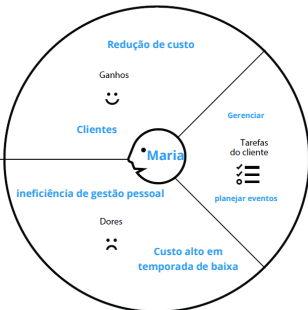 Redução de custo
Ganhos
Clientes
Gerenciar
Tarefas
do cliente
planejar eventos
Maria
ineficiência de gestão pessoal
Dores
Custo alto em
temporada de baixa